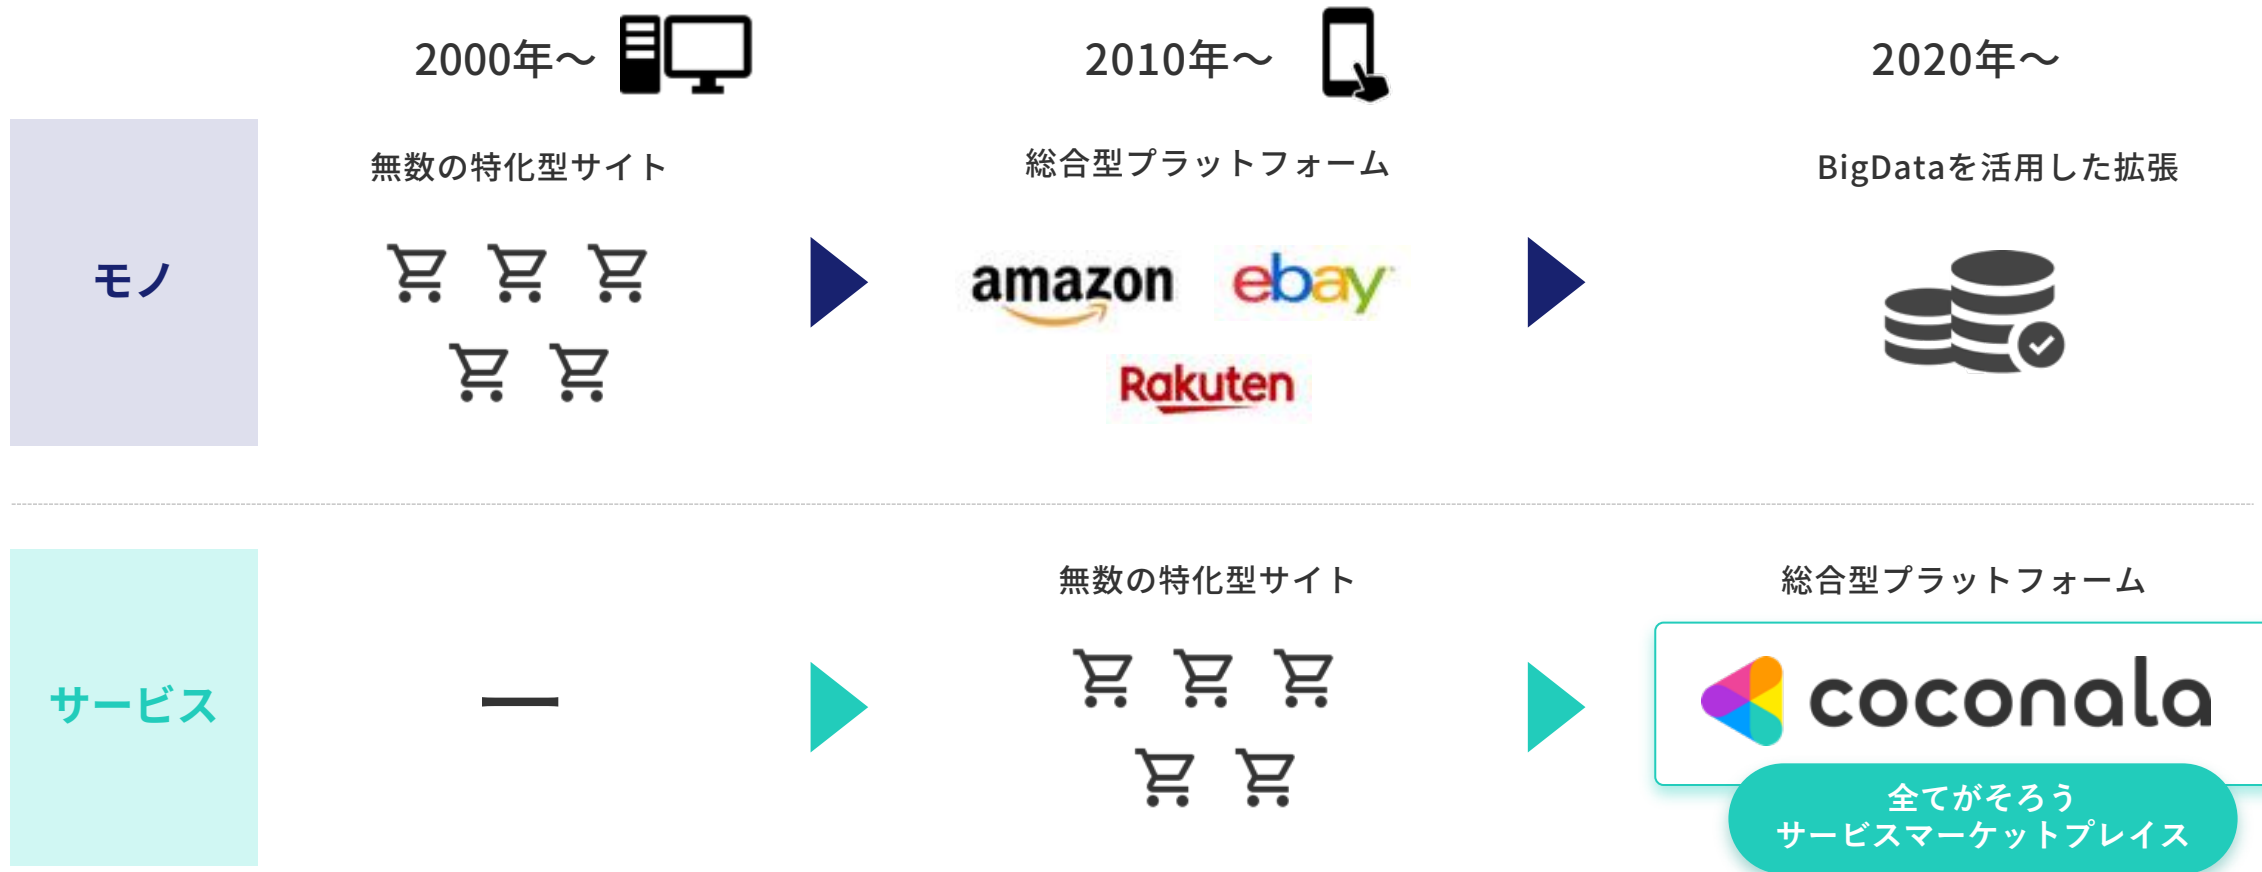 2000年～
2010年～
2020年～
モノ
無数の特化型サイト
総合型プラットフォーム
BigDataを活用した拡張
amazon
ebay
Rakuten
サービス
ー
無数の特化型サイト
総合型プラットフォーム
coconala
全てがそろう
サービスマーケットプレイス